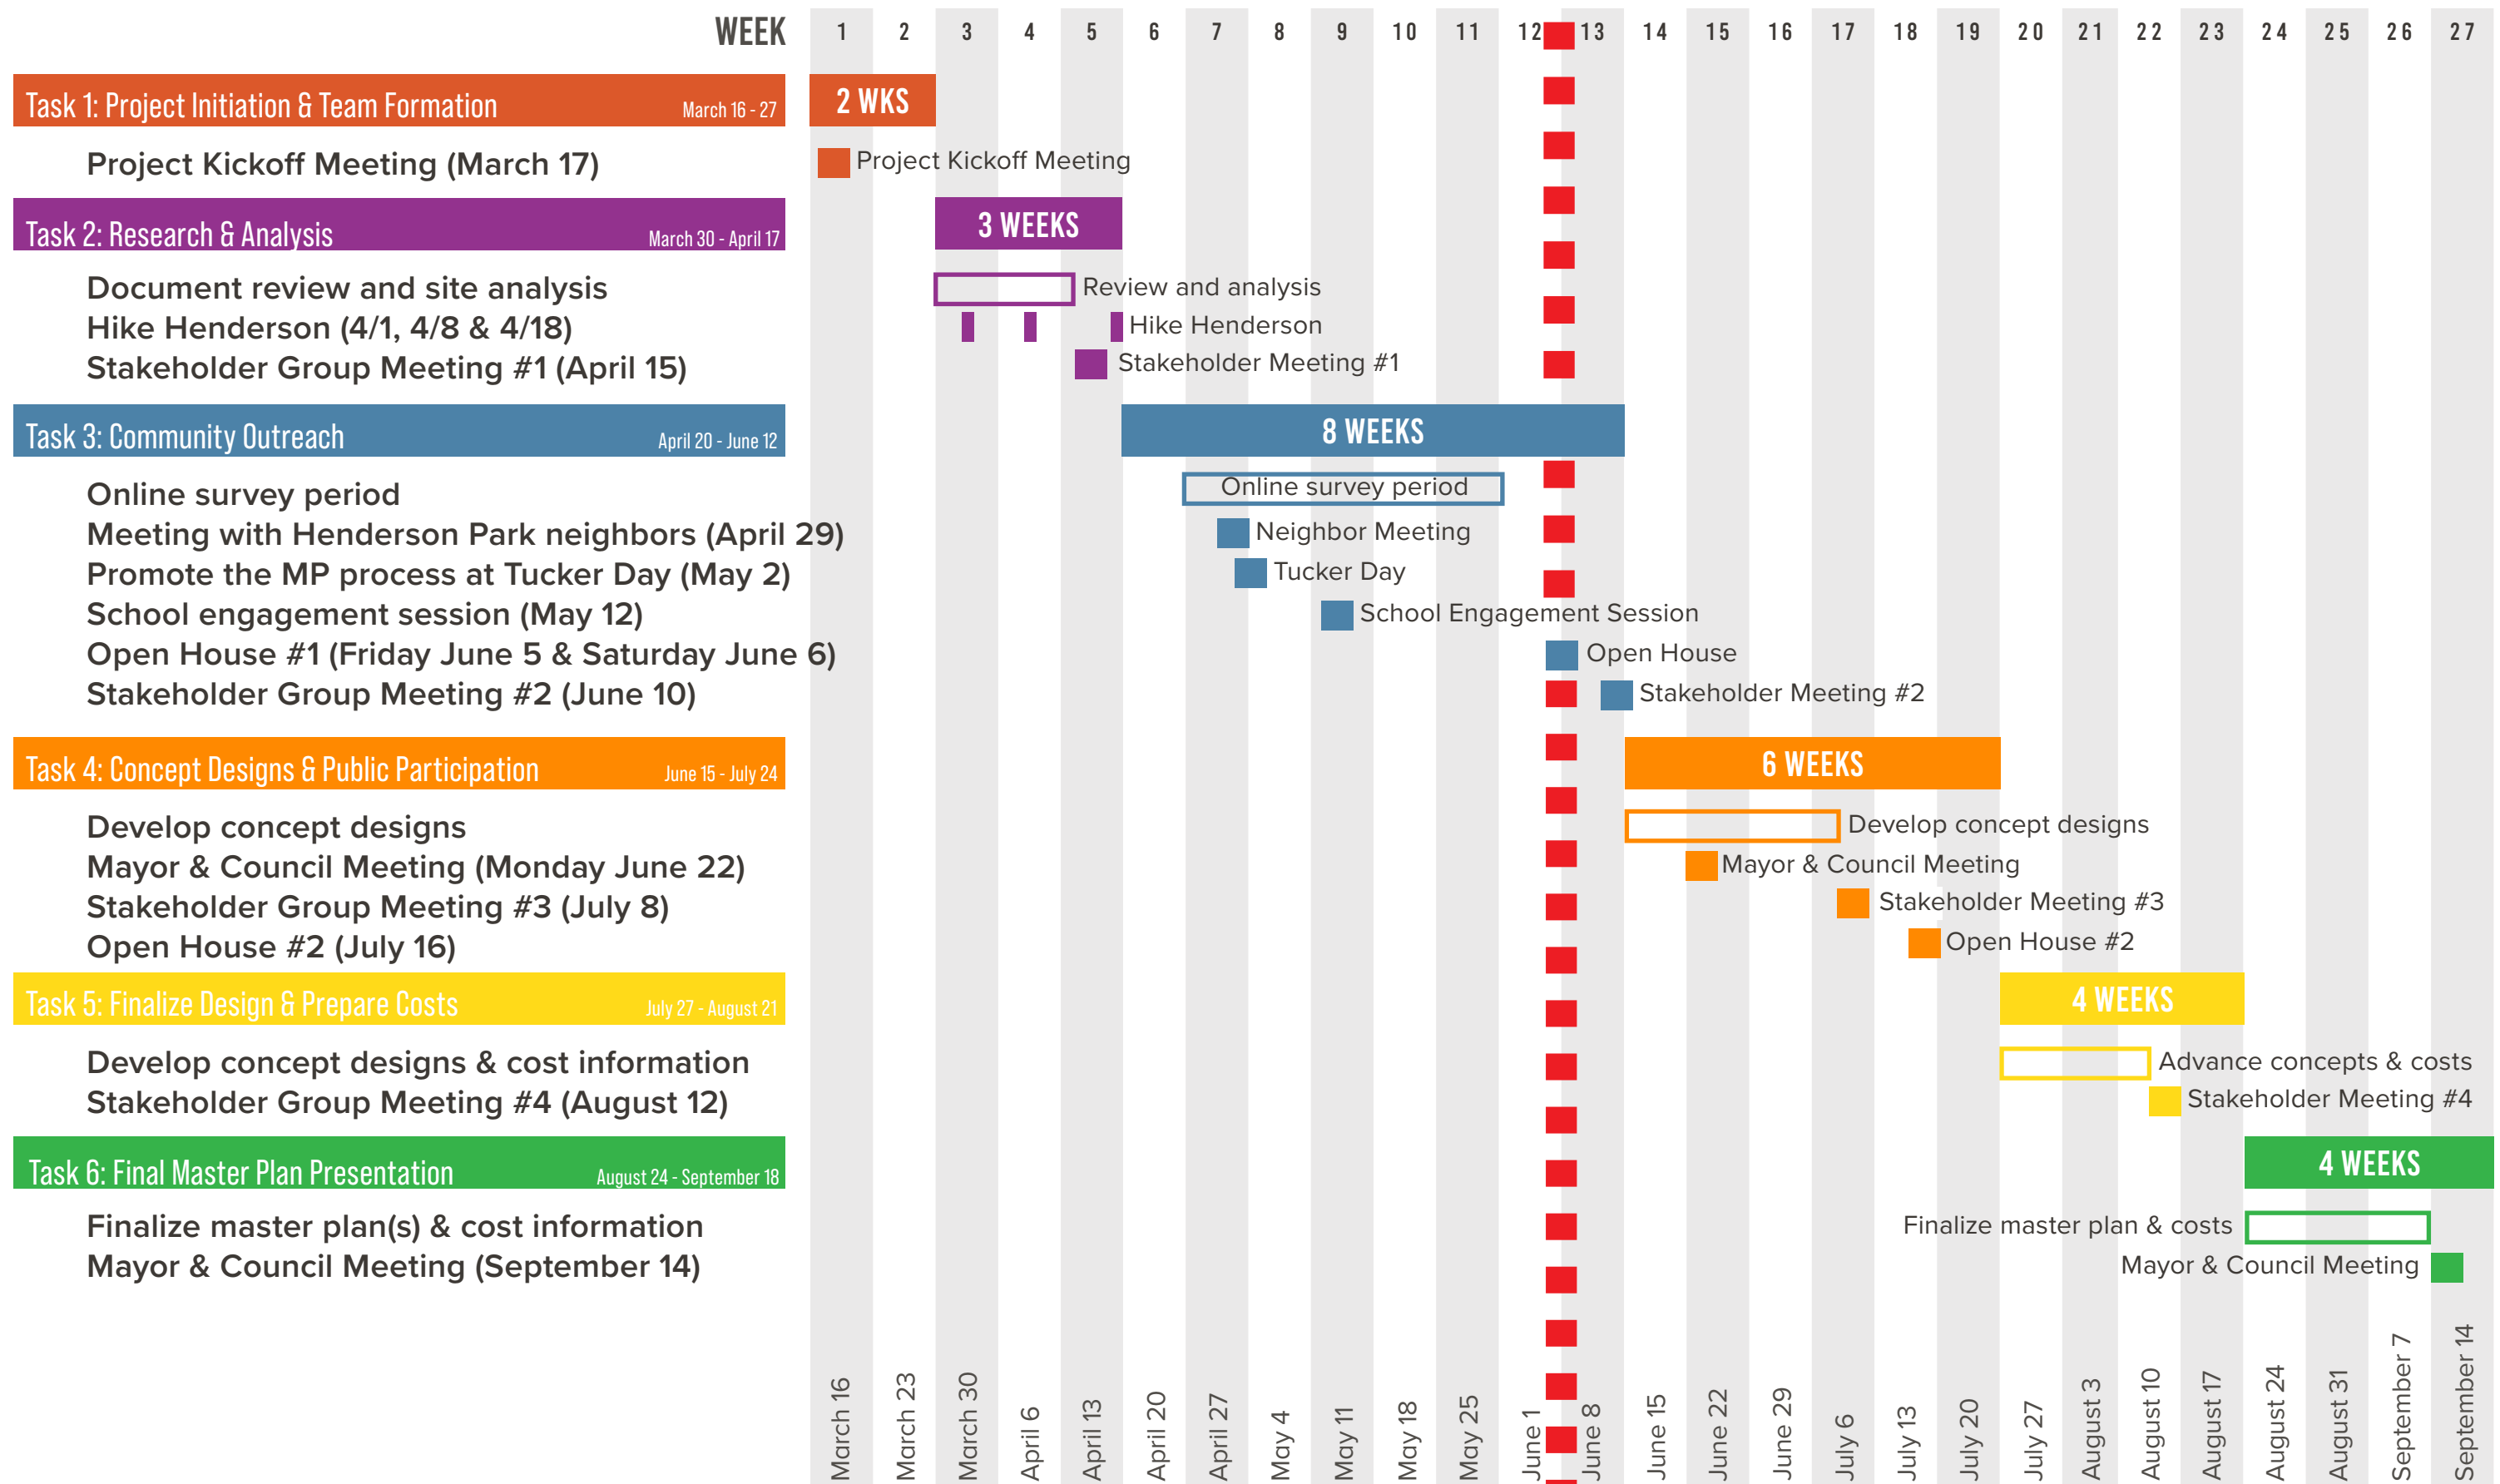 WEEK 1 2 3 4 5 6 7 8 9 10 11 12 13 14 15 16 17 18 19 20 21 22 23 24 25 26 27
Task 1: Project Initiation & Team Formation March 16 - 27 2 WKS
Project Kickoff Meeting (March 17) Project Kickoff Meeting
Task 2: Research & Analysis March 30 - April 17 3 WEEKS
Document review and site analysis Review and analysis
Hike Henderson (4/1, 4/8 & 4/18) Hike Henderson
Stakeholder Group Meeting #1 (April 15) Stakeholder Meeting #1
Task 3: Community Outreach April 20 - June 12 8 WEEKS
Online survey period Online survey period
Meeting with Henderson Park neighbors (April 29) Neighbor Meeting
Promote the MP process at Tucker Day (May 2) Tucker Day
School engagement session (May 12) School Engagement Session
Open House #1 (Friday June 5 & Saturday June 6) Open House
Stakeholder Group Meeting #2 (June 10) Stakeholder Meeting #2
Task 4: Concept Designs & Public Participation June 15 - July 24 6 WEEKS
Develop concept designs Develop concept designs
Mayor & Council Meeting (Monday June 22) Mayor & Council Meeting
Stakeholder Group Meeting #3 (July 8) Stakeholder Meeting #3
Open House #2 (July 16) Open House #2
Task 5: Finalize Design & Prepare Costs July 27 - August 21 4 WEEKS
Develop concept designs & cost information Advance concepts & costs
Stakeholder Group Meeting #4 (August 12) Stakeholder Meeting #4
Task 6: Final Master Plan Presentation August 24 - September 18 4 WEEKS
Finalize master plan(s) & cost information Finalize master plan & costs
Mayor & Council Meeting (September 14) Mayor & Council Meeting
March 16
March 23
March 30
April 6
April 13
April 20
April 27
May 4
May 11
May 18
May 25
June 1
June 8
June 15
June 22
June 29
July 6
July 13
July 20
July 27
August 3
August 10
August 17
August 24
August 31
September 7
September 14